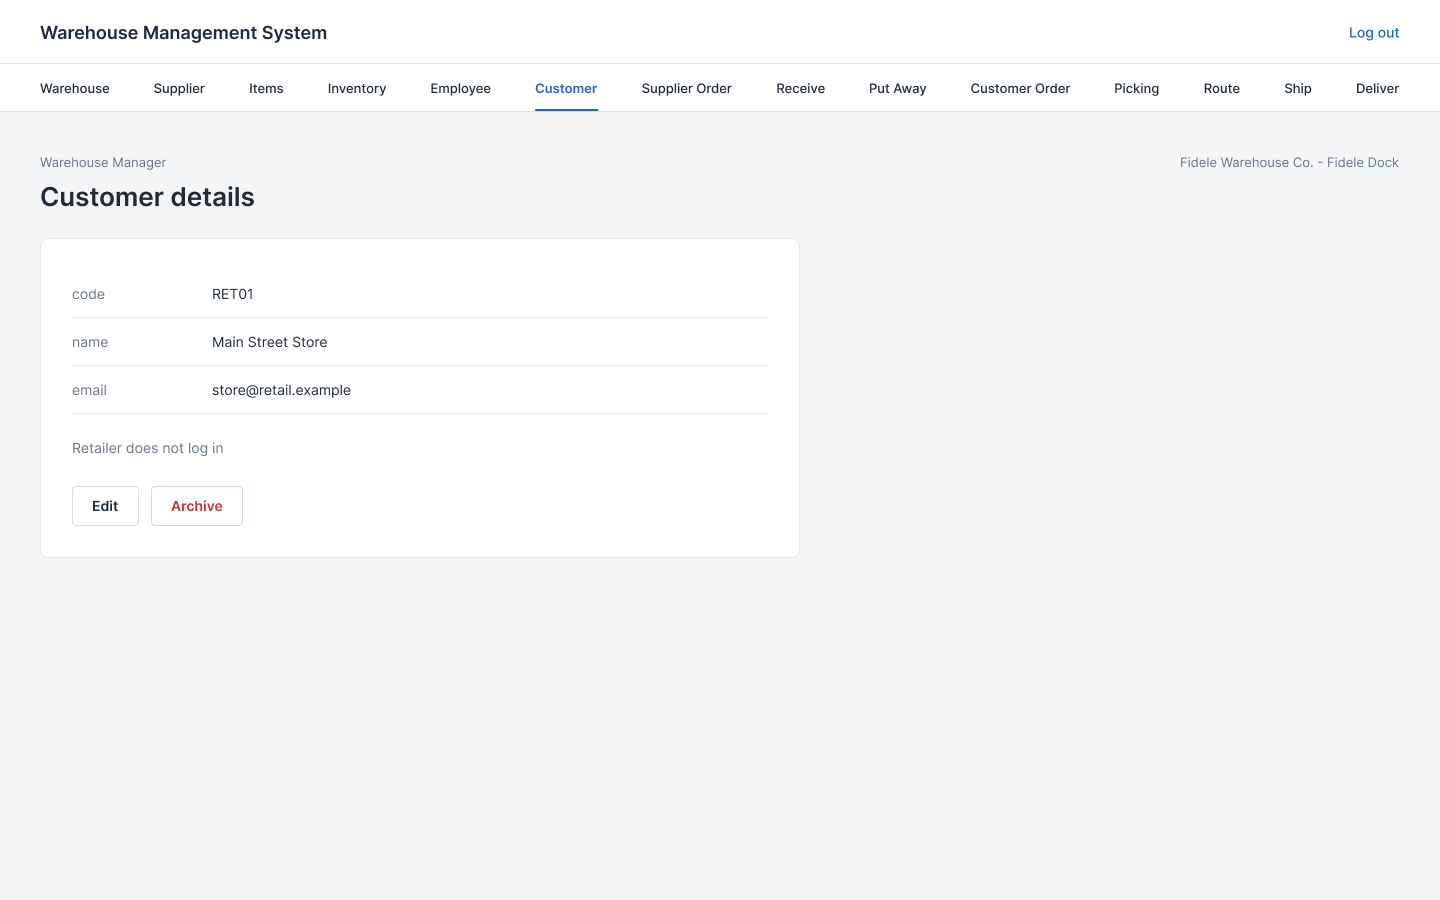 Warehouse Management System
Log out
Warehouse Supplier Items Inventory Employee Customer Supplier Order Receive Put Away Customer Order Picking Route Ship Deliver
Warehouse Manager
Fidele Warehouse Co. - Fidele Dock
Customer details
code RET01
name Main Street Store
email store@retail.example
Retailer does not log in
Edit Archive